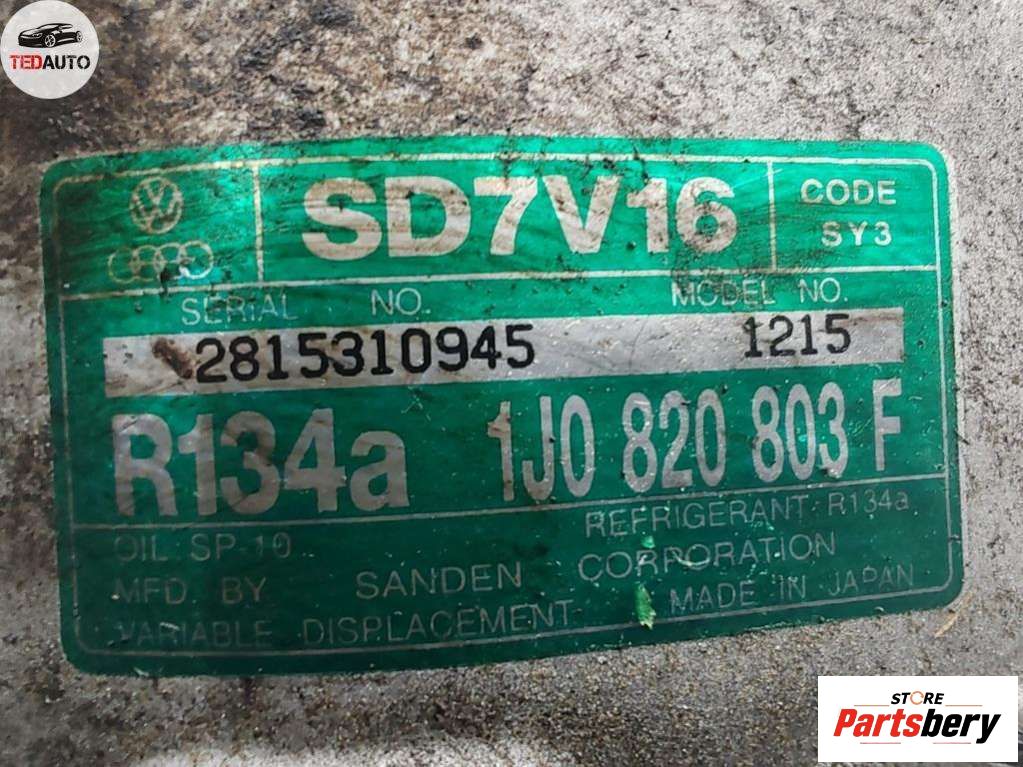 TEDAUTO
SD7V16
CODE
SY3
SERIAL NO.
MODEL NO.
2815310945
1215
R134a
1J0 820 803 F
OIL SP-10
REFRIGERANT R134a
MFD. BY SANDEN CORPORATION
VARIABLE DISPLACEMENT
MADE IN JAPAN
STORE
Partsbery